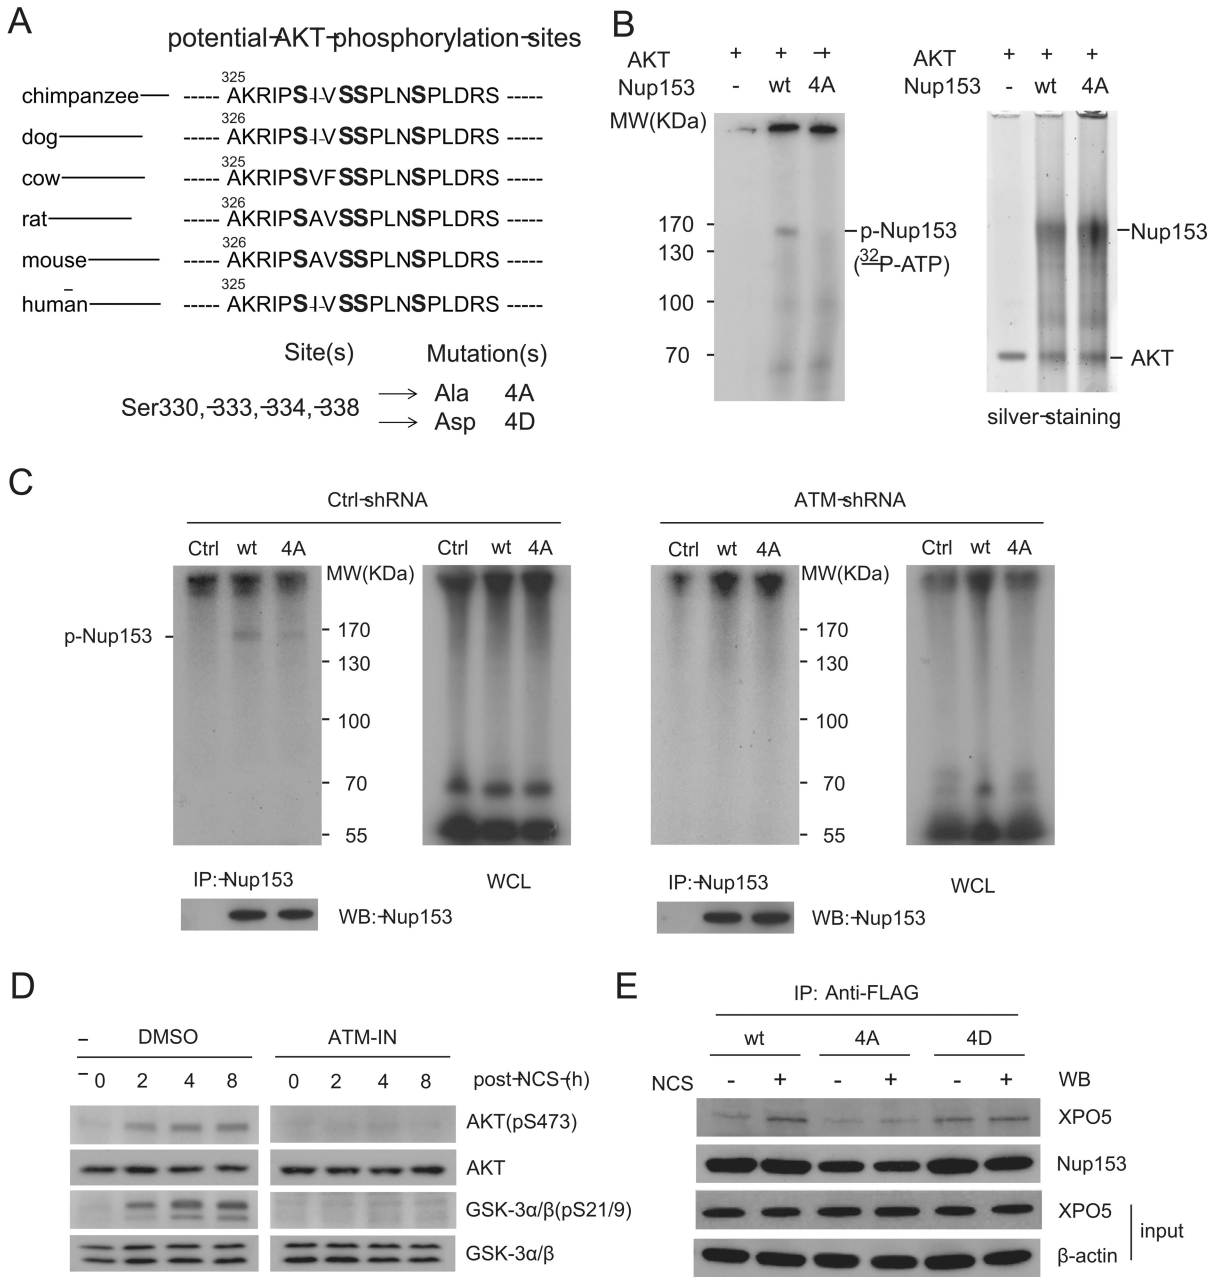 A
potential AKT phosphorylation sites
325
chimpanzee ----- AKRIPSIVSSPLNSPLDRS -----
326
dog ----- AKRIPSIVSSPLNSPLDRS -----
325
cow ----- AKRIPSVFSSPLNSPLDRS -----
326
rat ----- AKRIPSAVSSPLNSPLDRS -----
326
mouse ----- AKRIPSAVSSPLNSPLDRS -----
325
human ----- AKRIPSIVSSPLNSPLDRS -----
Site(s) Mutation(s)
Ser330, 333, 334, 338
→ Ala 4A
→ Asp 4D
B
AKT + + +
Nup153 - wt 4A
MW(KDa)
170
130
100
70
p-Nup153
(32P-ATP)
AKT + + +
Nup153 - wt 4A
Nup153
AKT
silver staining
C
Ctrl shRNA
Ctrl wt 4A
MW(KDa)
Ctrl wt 4A
p-Nup153
170
130
100
70
55
IP: Nup153
WCL
WB: Nup153
ATM shRNA
Ctrl wt 4A
MW(KDa)
Ctrl wt 4A
170
130
100
70
55
IP: Nup153
WCL
WB: Nup153
D
DMSO ATM-IN
0 2 4 8 0 2 4 8 post NCS (h)
AKT(pS473)
AKT
GSK-3α/β(pS21/9)
GSK-3α/β
E
IP: Anti-FLAG
wt 4A 4D
NCS - + - + - + WB
XPO5
Nup153
XPO5
β-actin
input